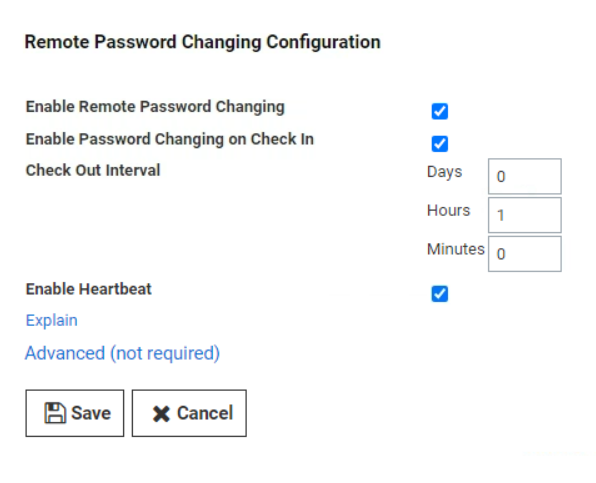 Remote Password Changing Configuration
Enable Remote Password Changing
Enable Password Changing on Check In
Check Out Interval Days 0
Hours 1
Minutes 0
Enable Heartbeat
Explain
Advanced (not required)
Save Cancel